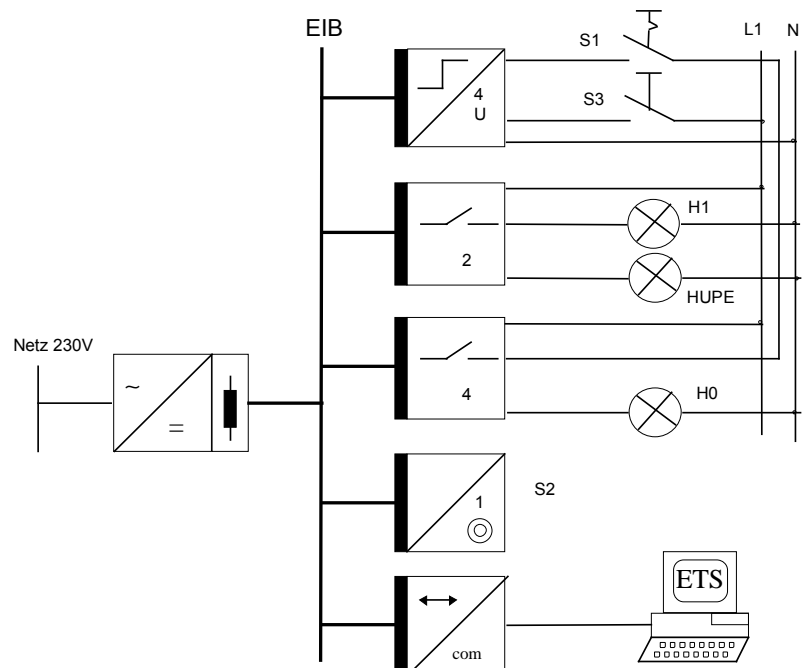 EIB
S1
L1
N
4
U
S3
H1
2
HUPE
Netz 230V
~
=
4
H0
1
S2
com
ETS